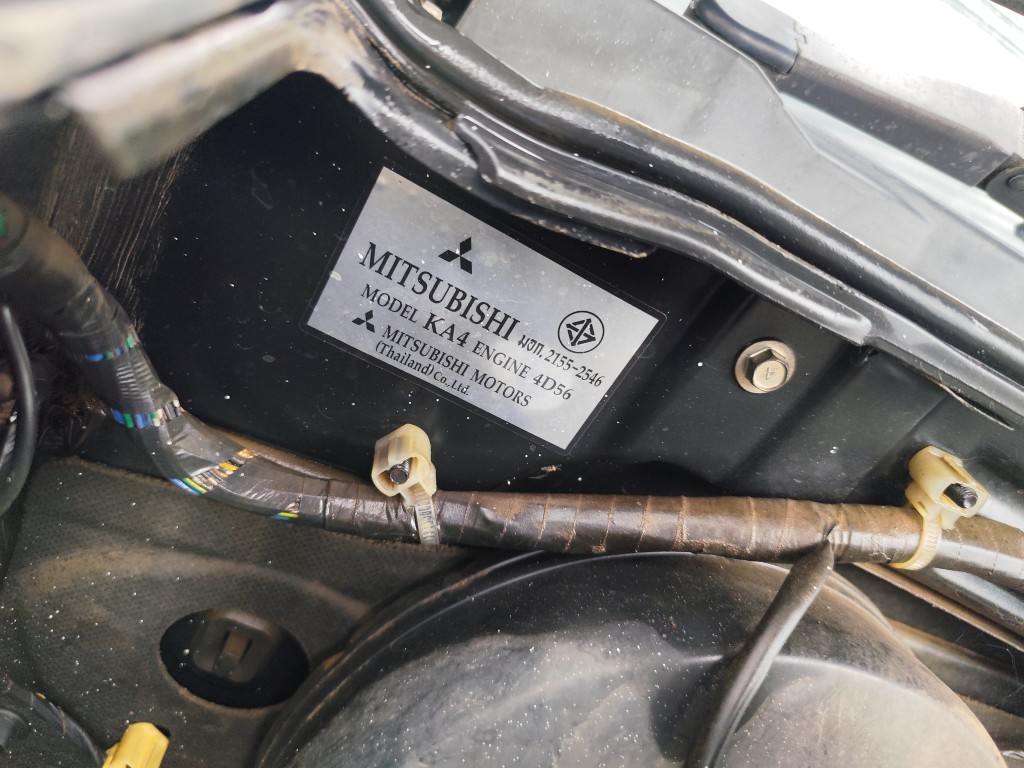 MITSUBISHI
MODEL KA4 ENGINE 4D56
มอก. 2155-2546
MITSUBISHI MOTORS
(Thailand) Co., Ltd.